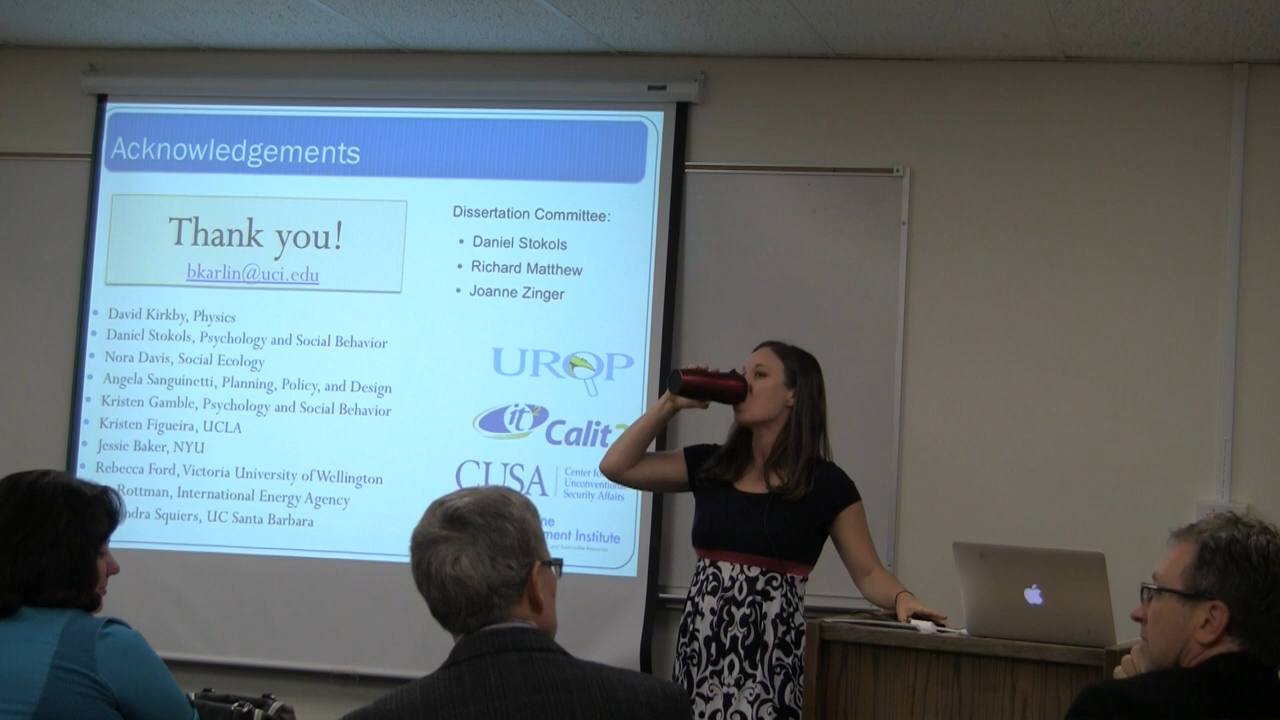 Acknowledgements
Thank you!
bkarlin@uci.edu
David Kirkby, Physics
Daniel Stokols, Psychology and Social Behavior
Nora Davis, Social Ecology
Angela Sanguinetti, Planning, Policy, and Design
Kristen Gamble, Psychology and Social Behavior
Kristen Figueira, UCLA
Jessie Baker, NYU
Rebecca Ford, Victoria University of Wellington
Rottman, International Energy Agency
Squiers, UC Santa Barbara
Dissertation Committee:
Daniel Stokols
Richard Matthew
Joanne Zinger
UROP
it²
Calit
CUSA
Center for
Unconventional
Security Affairs
Institute